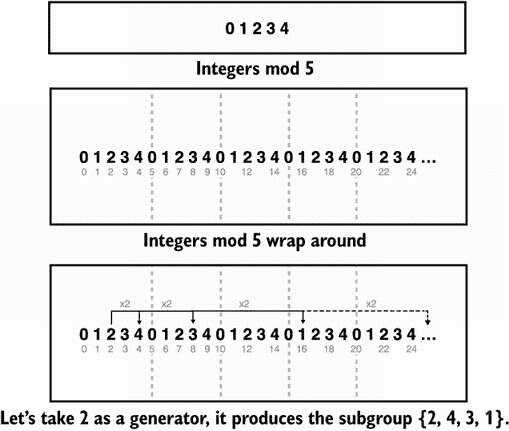 0 1 2 3 4
Integers mod 5
0 1 2 3 4 0 1 2 3 4 0 1 2 3 4 0 1 2 3 4 0 1 2 3 4 ...
0 1 2 3 4 5 6 7 8 9 10 12 14 16 18 20 22 24
Integers mod 5 wrap around
x2 x2 x2 x2
0 1 2 3 4 0 1 2 3 4 0 1 2 3 4 0 1 2 3 4 0 1 2 3 4 ...
0 1 2 3 4 5 6 7 8 9 10 12 14 16 18 20 22 24
Let's take 2 as a generator, it produces the subgroup {2, 4, 3, 1}.